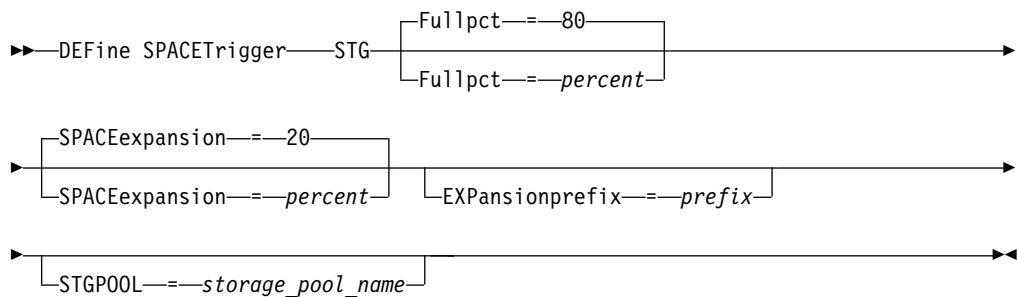 Fullpct = 80
DEFine SPACETrigger STG
Fullpct = percent
SPACEexpansion = 20
SPACEexpansion = percent
EXPansionprefix = prefix
STGPOOL = storage_pool_name